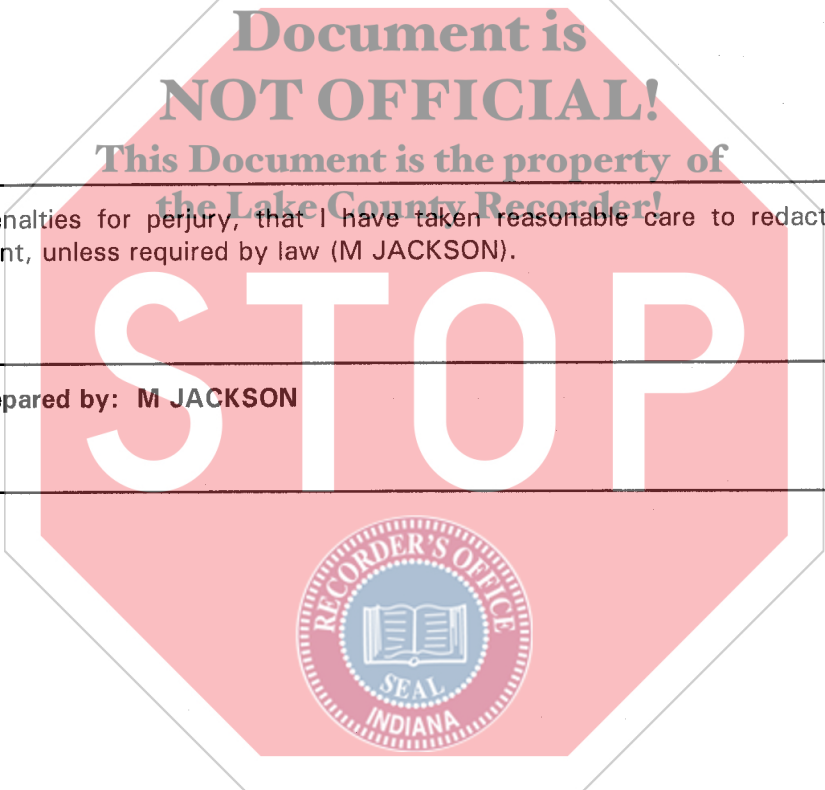 Document is
NOT OFFICIAL!
This Document is the property of
the Lake County Recorder!
enalties for perjury, that I have taken reasonable care to redact
nt, unless required by law (M JACKSON).
STOP
epared by: M JACKSON
RECORDER'S OFFICE
SEAL
INDIANA